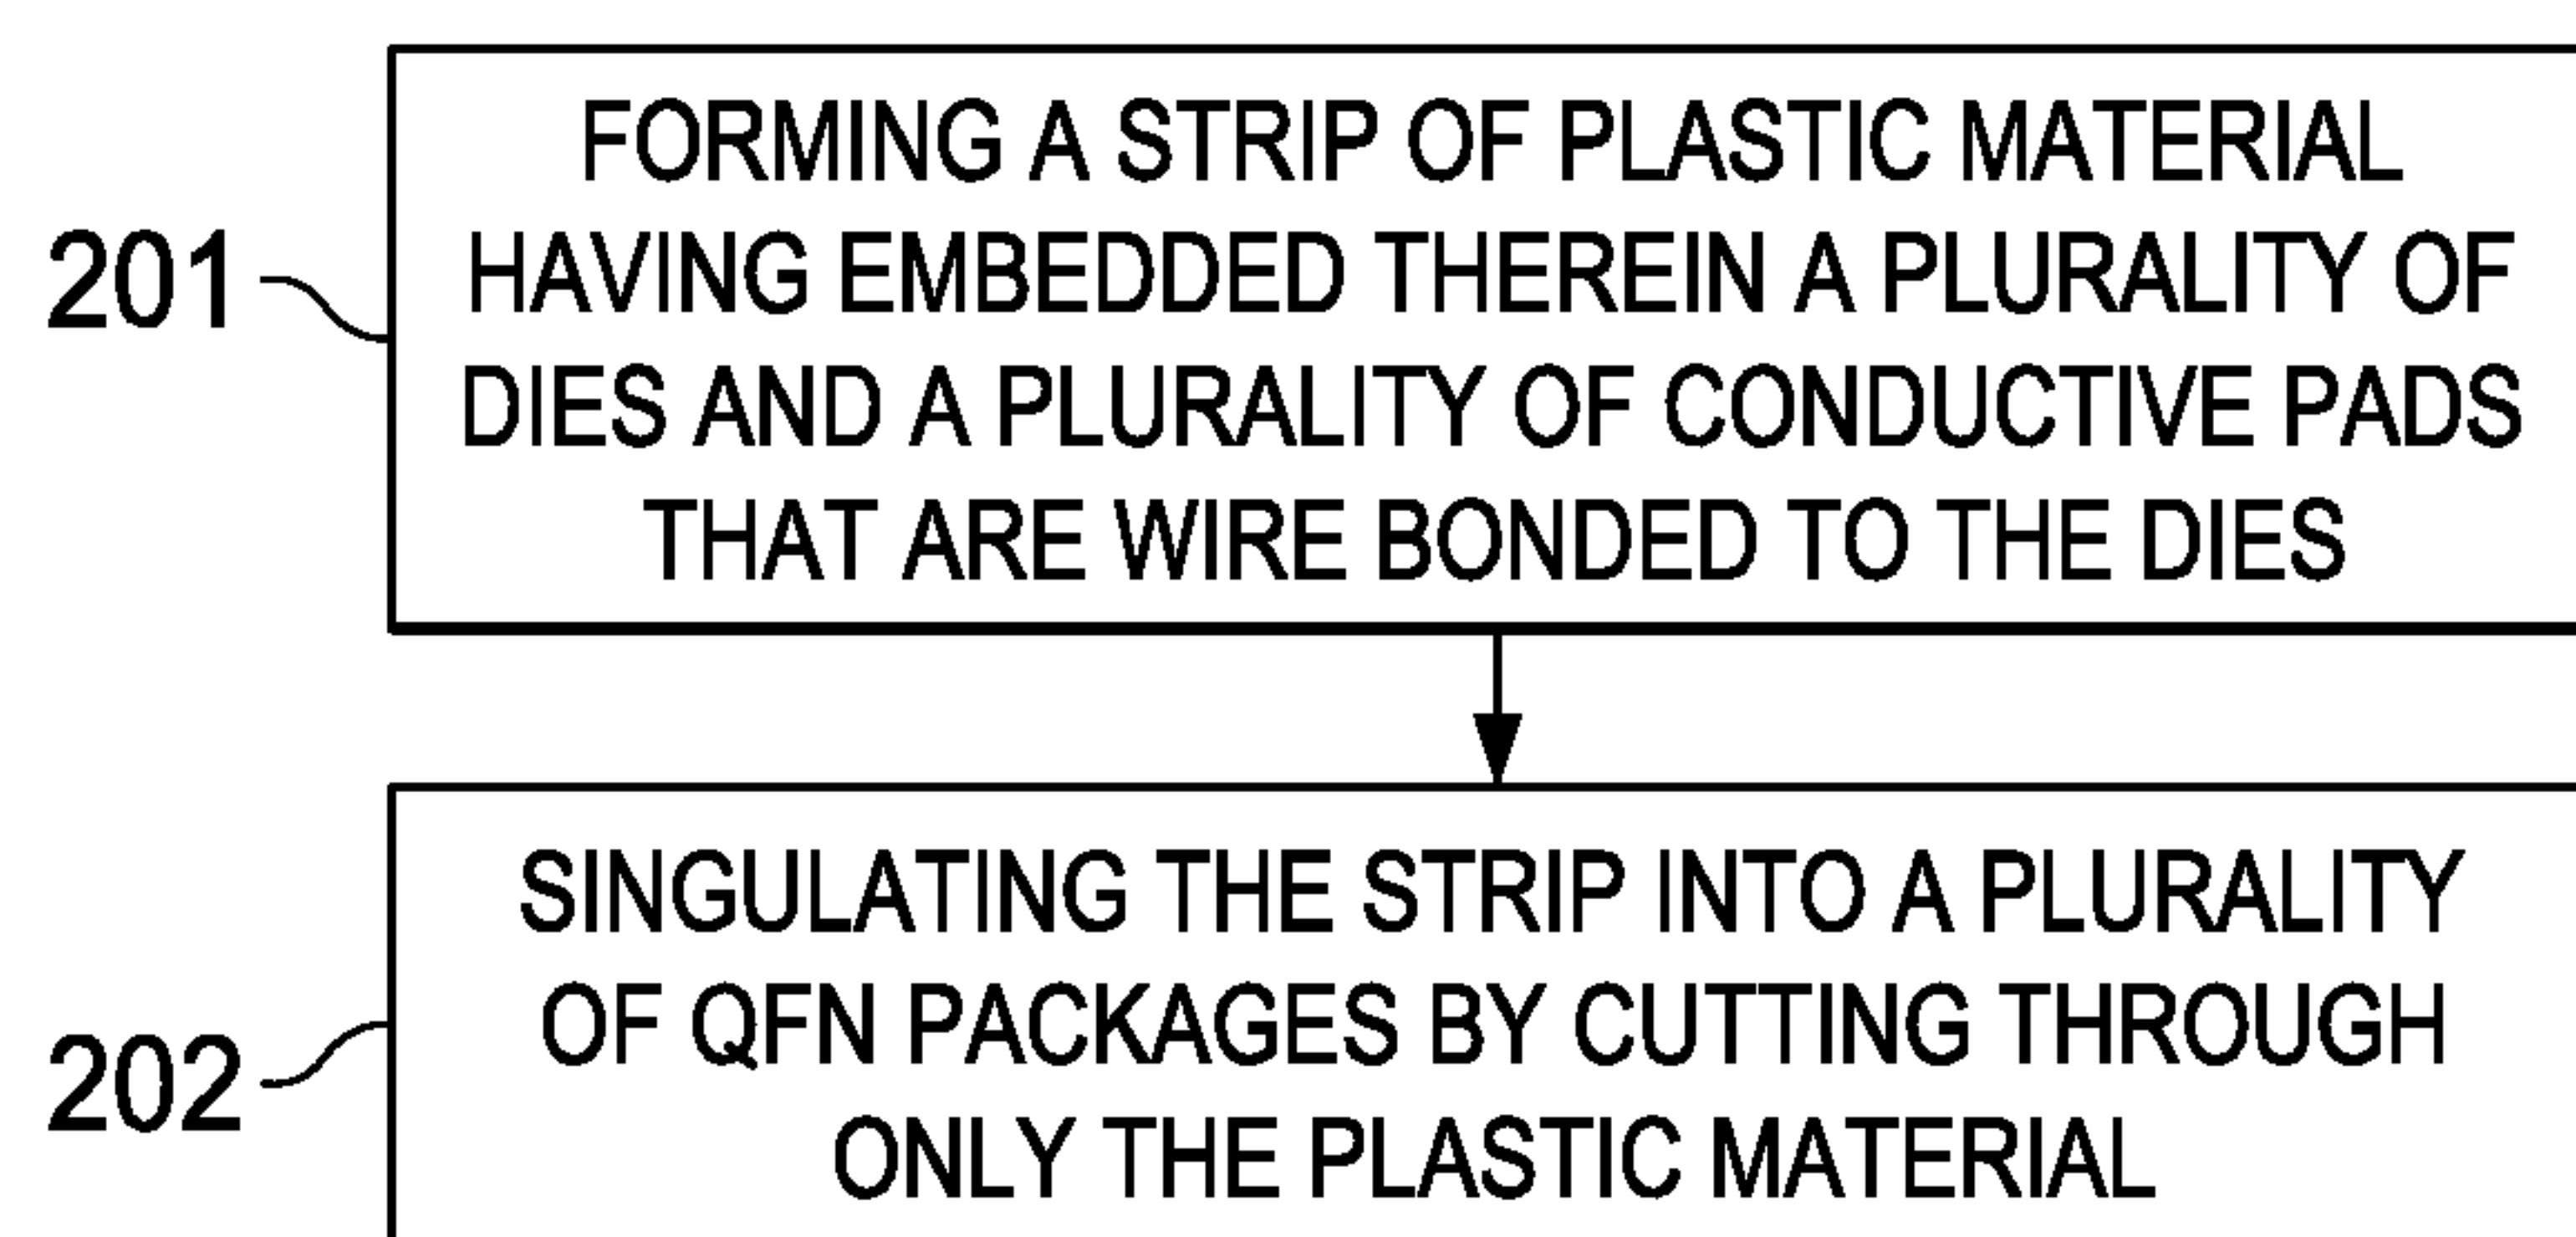 FORMING A STRIP OF PLASTIC MATERIAL
HAVING EMBEDDED THEREIN A PLURALITY OF
DIES AND A PLURALITY OF CONDUCTIVE PADS
THAT ARE WIRE BONDED TO THE DIES
201
SINGULATING THE STRIP INTO A PLURALITY
OF QFN PACKAGES BY CUTTING THROUGH
ONLY THE PLASTIC MATERIAL
202